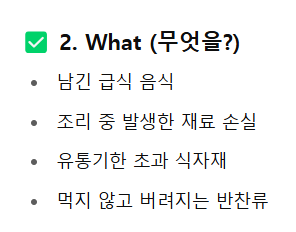 ✅ 2. What (무엇을?)
• 남긴 급식 음식
• 조리 중 발생한 재료 손실
• 유통기한 초과 식자재
• 먹지 않고 버려지는 반찬류